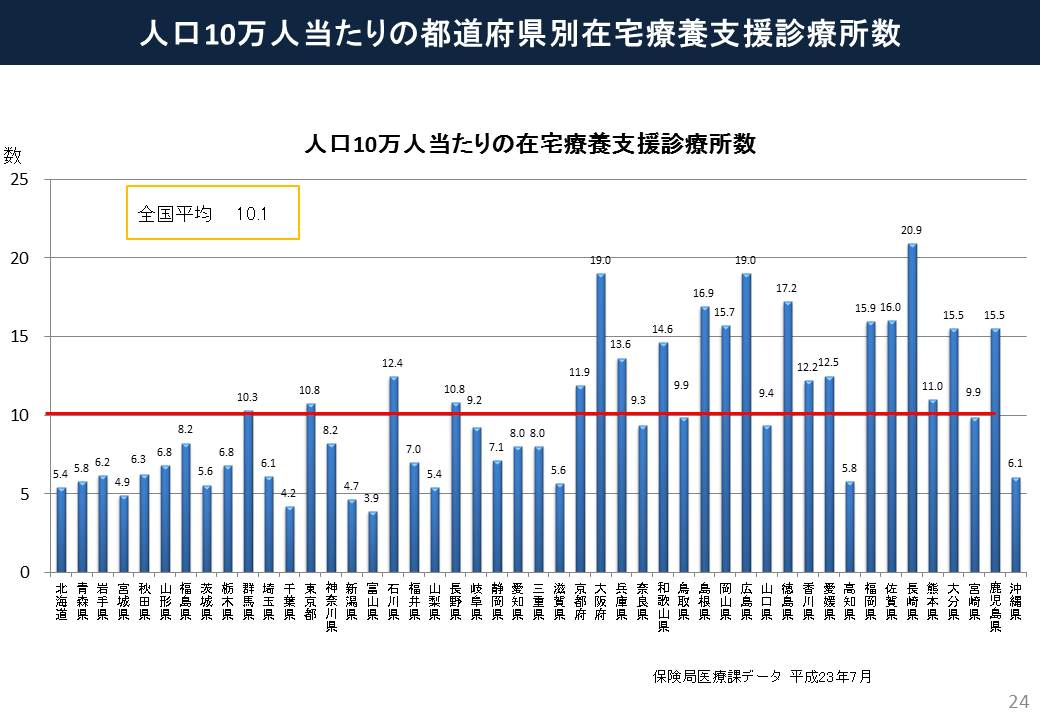 人口10万人当たりの都道府県別在宅療養支援診療所数
人口10万人当たりの在宅療養支援診療所数
数
25
20
15
10
5
0
全国平均 10.1
5.4 5.8 6.2 4.9 6.3 6.8 8.2 5.6 6.8 10.3 6.1 4.2 10.8 8.2 4.7 3.9 12.4 7.0 5.4 10.8 9.2 7.1 8.0 8.0 5.6 11.9 19.0 13.6 9.3 14.6 9.9 16.9 15.7 19.0 9.4 17.2 12.2 12.5 5.8 15.9 16.0 20.9 11.0 15.5 9.9 15.5 6.1
北海道 青森県 岩手県 宮城県 秋田県 山形県 福島県 茨城県 栃木県 群馬県 埼玉県 千葉県 東京都 神奈川県 新潟県 富山県 石川県 福井県 山梨県 長野県 岐阜県 静岡県 愛知県 三重県 滋賀県 京都府 大阪府 兵庫県 奈良県 和歌山県 鳥取県 島根県 岡山県 広島県 山口県 徳島県 香川県 愛媛県 高知県 福岡県 佐賀県 長崎県 熊本県 大分県 宮崎県 鹿児島県 沖縄県
保険局医療課データ 平成23年7月
24